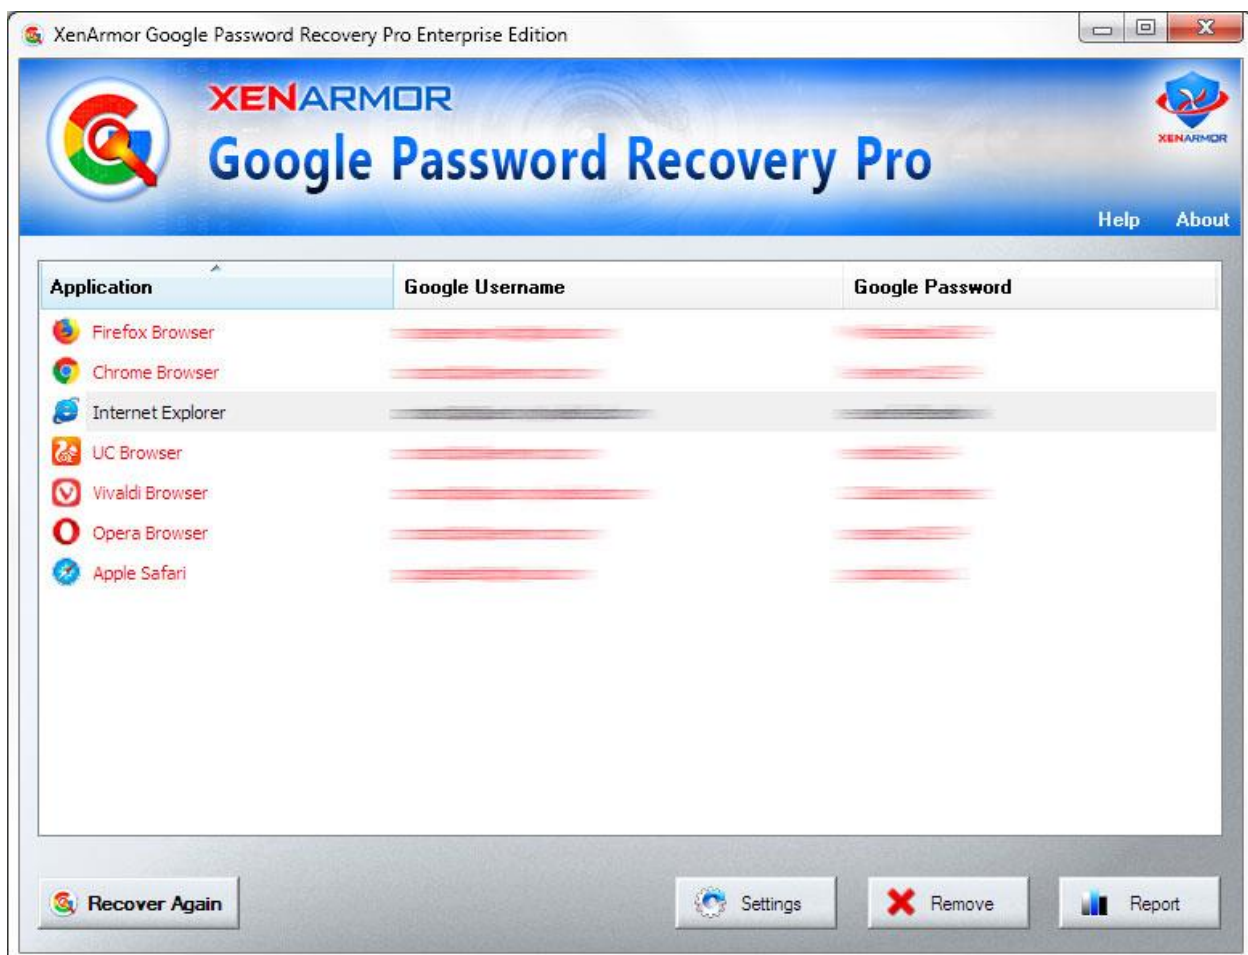 XenArmor Google Password Recovery Pro Enterprise Edition
XENARMOR
Google Password Recovery Pro
XENARMOR
Help About
Application Google Username Google Password
Firefox Browser
Chrome Browser
Internet Explorer
UC Browser
Vivaldi Browser
Opera Browser
Apple Safari
Recover Again Settings Remove Report